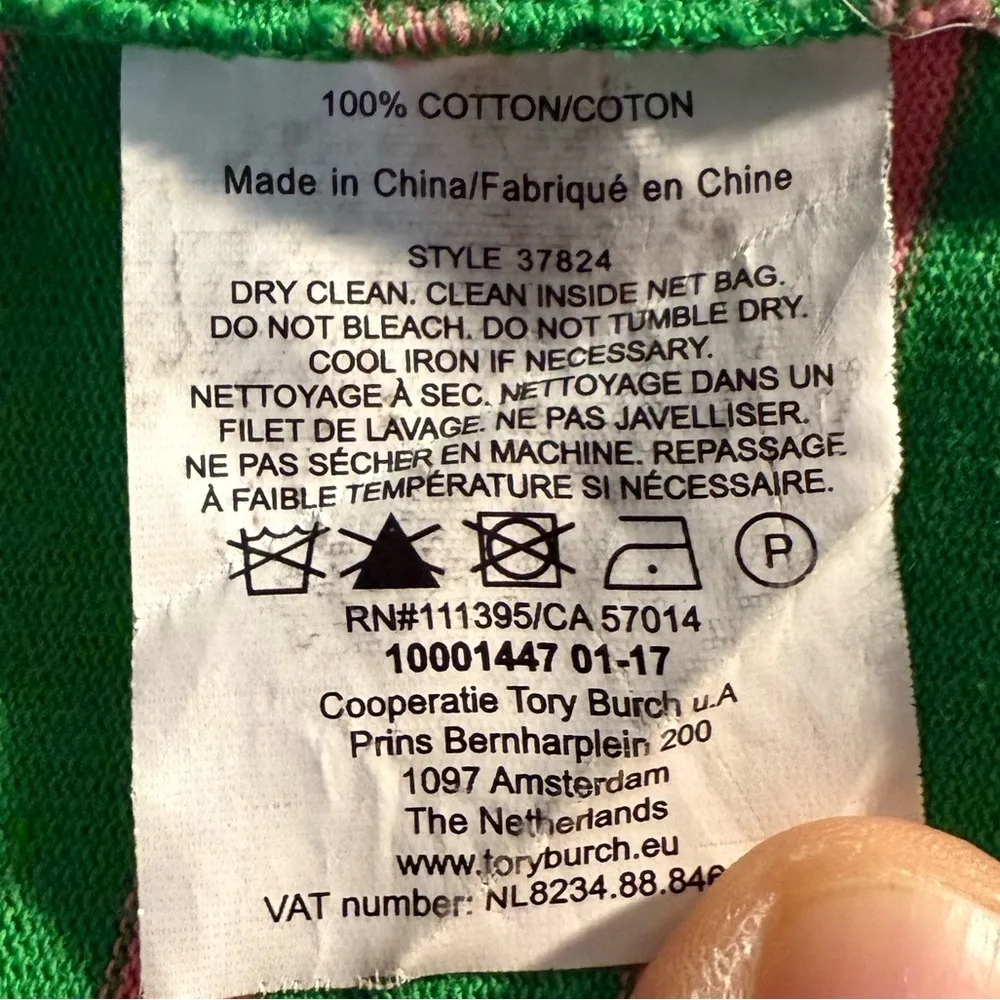 100% COTTON/COTON
Made in China/Fabriqué en Chine
STYLE 37824
DRY CLEAN. CLEAN INSIDE NET BAG.
DO NOT BLEACH. DO NOT TUMBLE DRY.
COOL IRON IF NECESSARY.
NETTOYAGE À SEC. NETTOYAGE DANS UN
FILET DE LAVAGE. NE PAS JAVELLISER.
NE PAS SÉCHER EN MACHINE. REPASSAGE
À FAIBLE TEMPÉRATURE SI NÉCESSAIRE.
P
RN#111395/CA 57014
10001447 01-17
Cooperatie Tory Burch u.A
Prins Bernharplein 200
1097 Amsterdam
The Netherlands
www.toryburch.eu
VAT number: